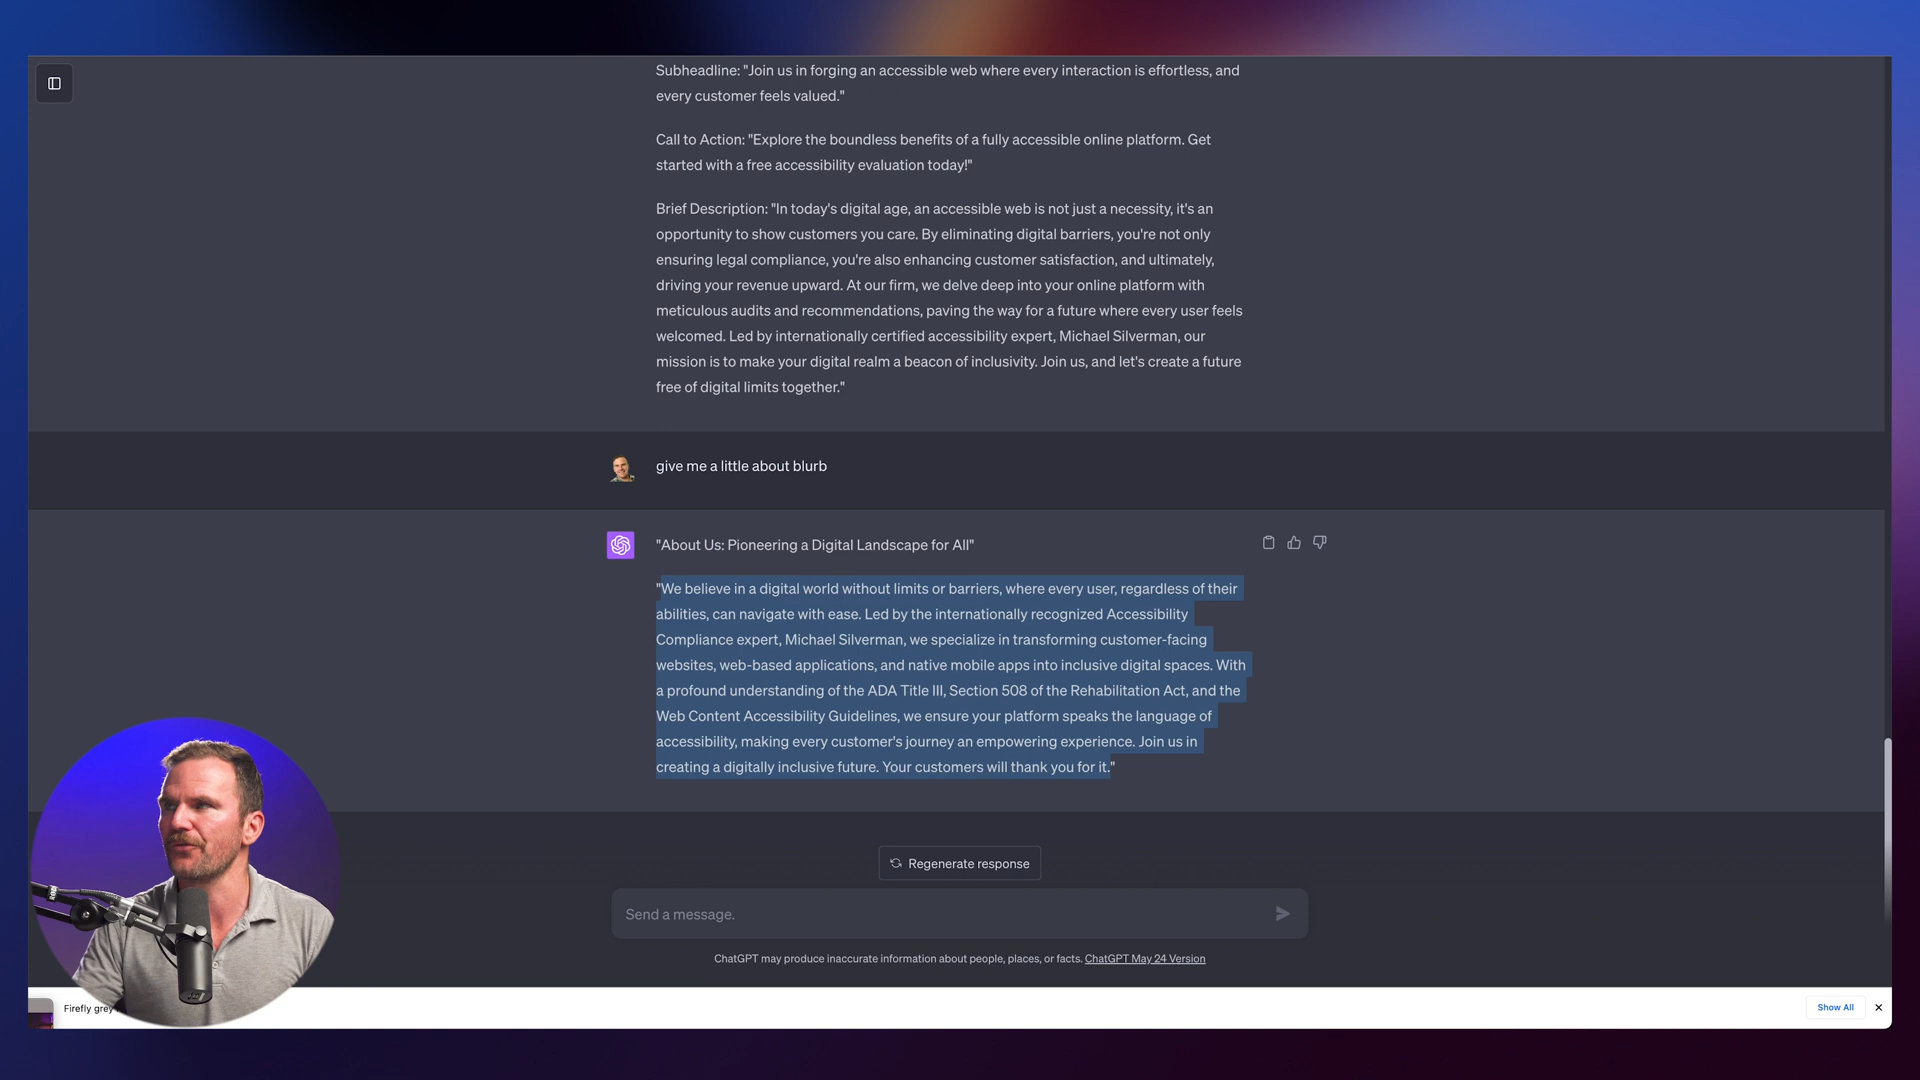 Subheadline: "Join us in forging an accessible web where every interaction is effortless, and
every customer feels valued."
Call to Action: "Explore the boundless benefits of a fully accessible online platform. Get
started with a free accessibility evaluation today!"
Brief Description: "In today's digital age, an accessible web is not just a necessity, it's an
opportunity to show customers you care. By eliminating digital barriers, you're not only
ensuring legal compliance, you're also enhancing customer satisfaction, and ultimately,
driving your revenue upward. At our firm, we delve deep into your online platform with
meticulous audits and recommendations, paving the way for a future where every user feels
welcomed. Led by internationally certified accessibility expert, Michael Silverman, our
mission is to make your digital realm a beacon of inclusivity. Join us, and let's create a future
free of digital limits together."
give me a little about blurb
"About Us: Pioneering a Digital Landscape for All"
"We believe in a digital world without limits or barriers, where every user, regardless of their
abilities, can navigate with ease. Led by the internationally recognized Accessibility
Compliance expert, Michael Silverman, we specialize in transforming customer-facing
websites, web-based applications, and native mobile apps into inclusive digital spaces. With
a profound understanding of the ADA Title III, Section 508 of the Rehabilitation Act, and the
Web Content Accessibility Guidelines, we ensure your platform speaks the language of
accessibility, making every customer's journey an empowering experience. Join us in
creating a digitally inclusive future. Your customers will thank you for it."
Regenerate response
Send a message.
ChatGPT may produce inaccurate information about people, places, or facts. ChatGPT May 24 Version
Firefly grey
Show All